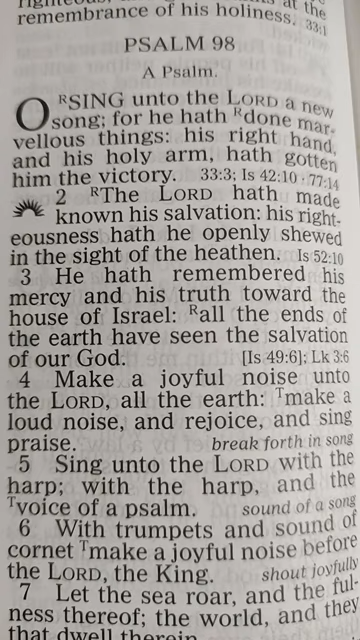 at the
remembrance of his holiness. 33:1
PSALM 98
A Psalm.
O RSING unto the LORD a new
song; for he hath Rdone mar-
vellous things: his right hand,
and his holy arm, hath gotten
him the victory. 33:3; Is 42:10 · 77:14
2 RThe LORD hath made
known his salvation: his right-
eousness hath he openly shewed
in the sight of the heathen. Is 52:10
3 He hath remembered his
mercy and his truth toward the
house of Israel: Rall the ends of
the earth have seen the salvation
of our God. [Is 49:6]; Lk 3:6
4 Make a joyful noise unto
the LORD, all the earth: Tmake a
loud noise, and rejoice, and sing
praise. break forth in song
5 Sing unto the LORD with the
harp; with the harp, and the
Tvoice of a psalm. sound of a song
6 With trumpets and sound of
cornet Tmake a joyful noise before
the LORD, the King. shout joyfully
7 Let the sea roar, and the ful-
ness thereof; the world, and they
that dwell therein.